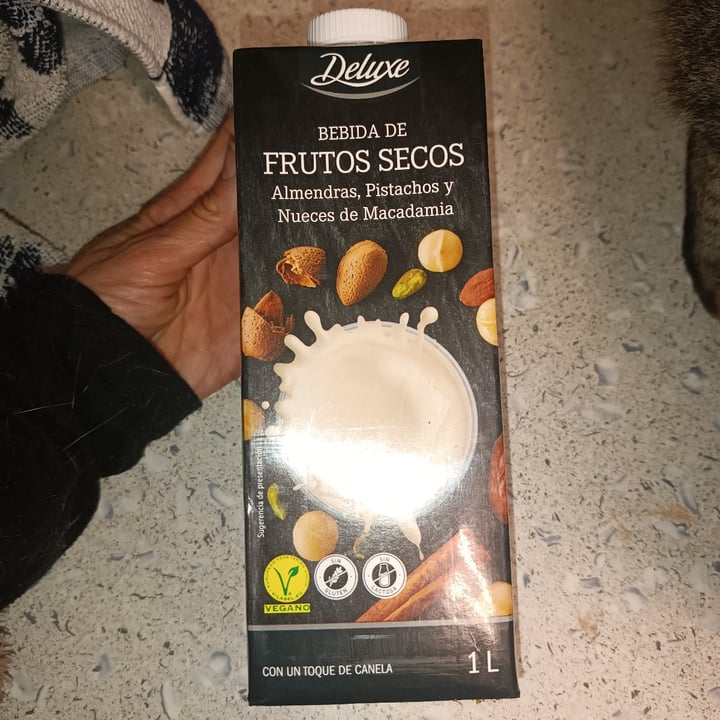 Deluxe
BEBIDA DE
FRUTOS SECOS
Almendras, Pistachos y
Nueces de Macadamia
Sugerencia de presentación
VEGANO
SIN
GLUTEN
SIN
LACTOSA
CON UN TOQUE DE CANELA
1 L